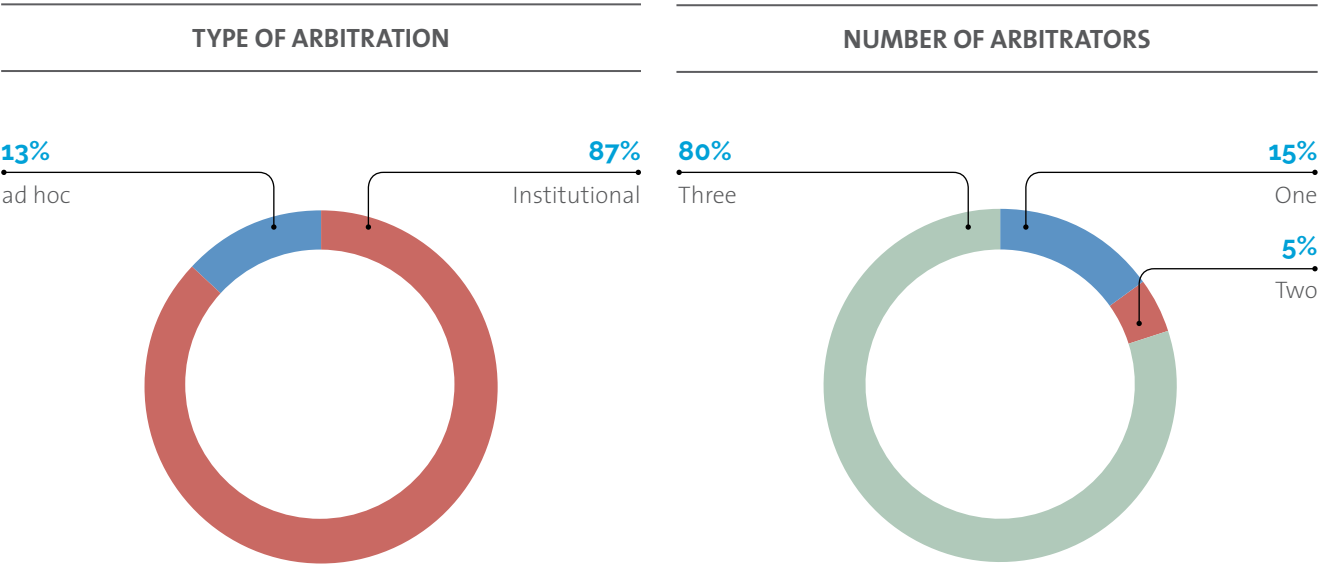 TYPE OF ARBITRATION
13%
ad hoc
87%
Institutional
NUMBER OF ARBITRATORS
80%
Three
15%
One
5%
Two